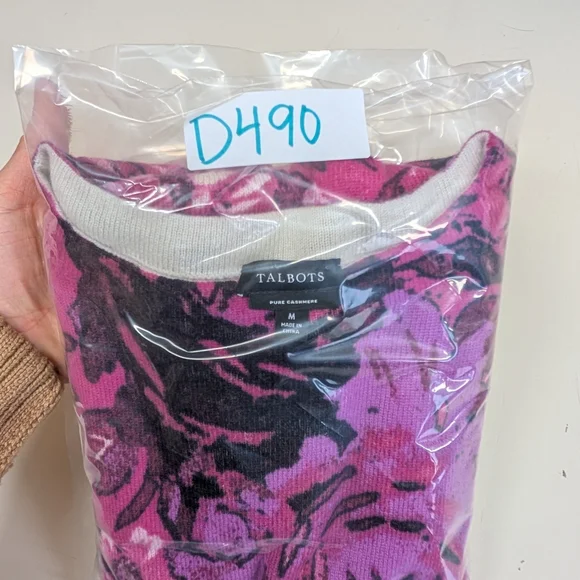 D490
TALBOTS
PURE CASHMERE
M
MADE IN
CHINA